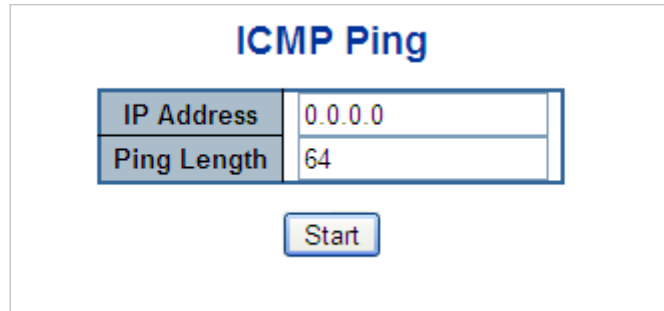 ICMP Ping
IP Address 0.0.0.0
Ping Length 64
Start